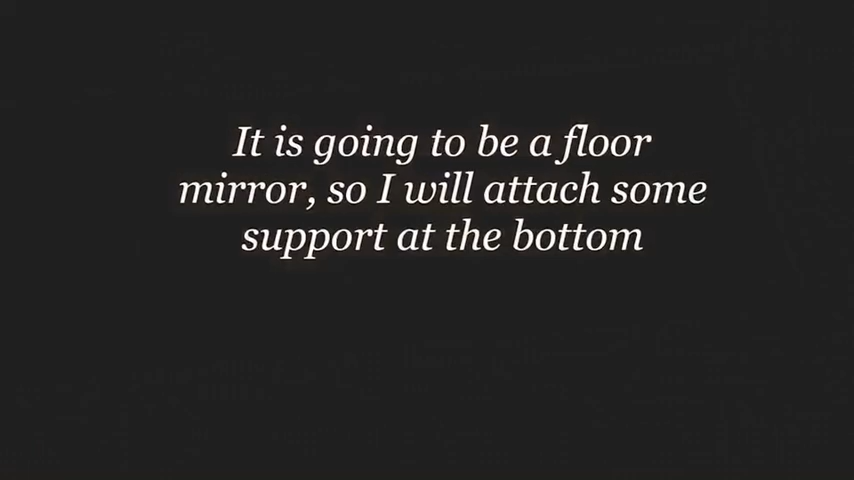 It is going to be a floor
mirror, so I will attach some
support at the bottom